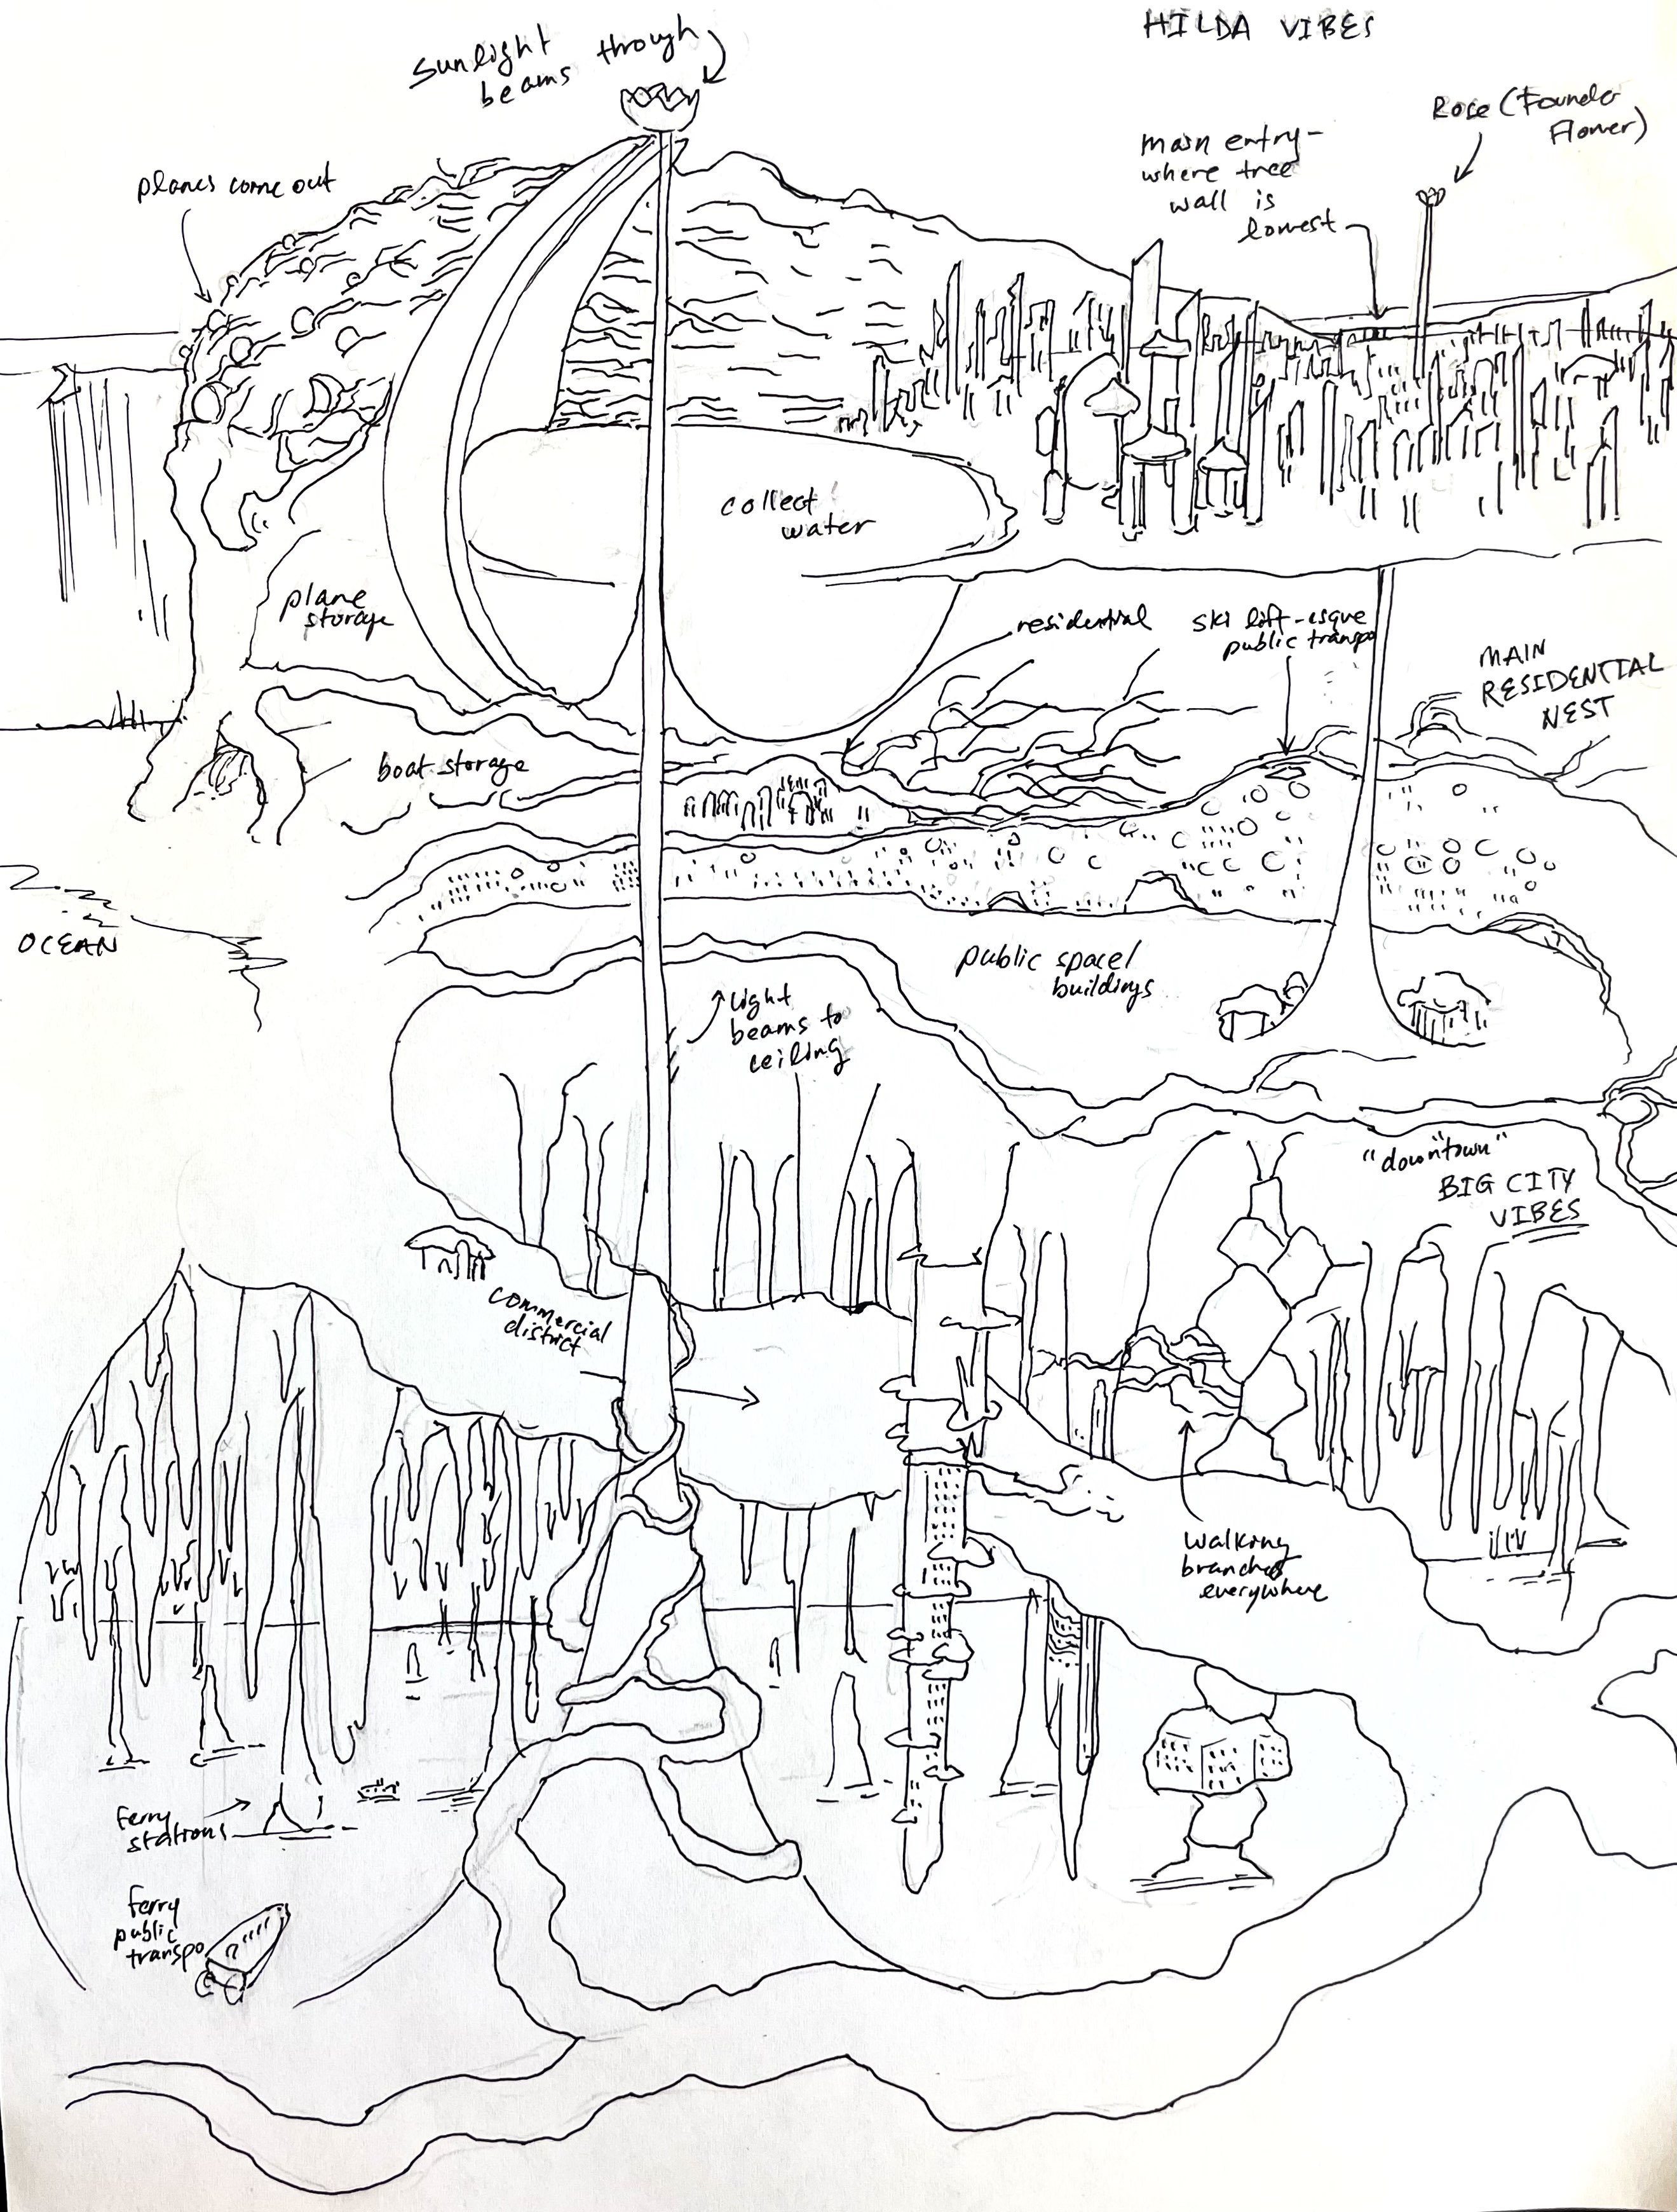 HILDA VIBES
sunlight
beams through
Rose (Founder
Flower)
main entry-
where tree
wall is
lowest
planes come out
collect
water
plane
storage
residential
ski lift-esque
public transpo
MAIN
RESIDENTIAL
NEST
boat storage
OCEAN
public space/
buildings
light
beams to
ceiling
"downtown"
BIG CITY
VIBES
commercial
district
walking
branches
everywhere
ferry
stations
ferry
public
transpo